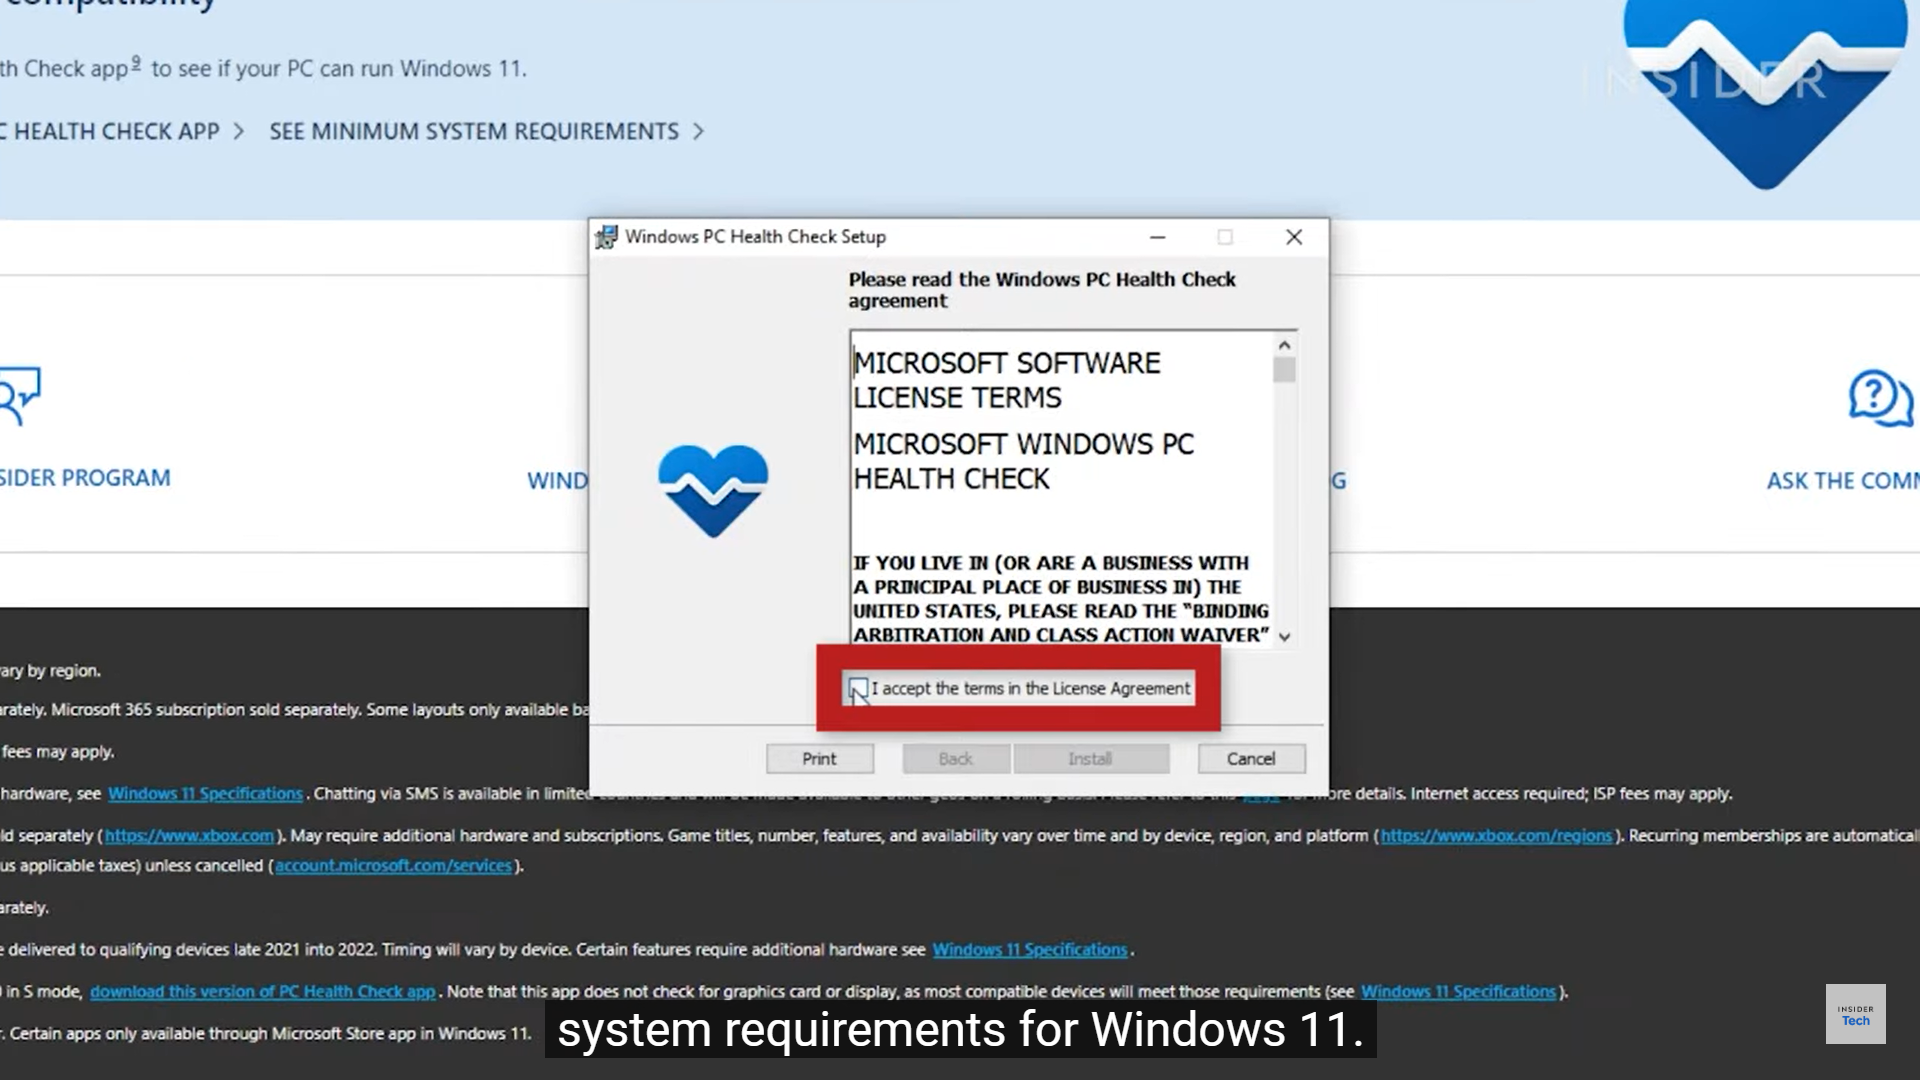 compatibility
th Check app9 to see if your PC can run Windows 11.
C HEALTH CHECK APP > SEE MINIMUM SYSTEM REQUIREMENTS >
INSIDER
Windows PC Health Check Setup
Please read the Windows PC Health Check
agreement
MICROSOFT SOFTWARE
LICENSE TERMS
MICROSOFT WINDOWS PC
HEALTH CHECK
IF YOU LIVE IN (OR ARE A BUSINESS WITH
A PRINCIPAL PLACE OF BUSINESS IN) THE
UNITED STATES, PLEASE READ THE “BINDING
ARBITRATION AND CLASS ACTION WAIVER”
I accept the terms in the License Agreement
Print Back Install Cancel
SIDER PROGRAM
WIND
G
ASK THE COMM
vary by region.
arately. Microsoft 365 subscription sold separately. Some layouts only available ba
fees may apply.
hardware, see Windows 11 Specifications. Chatting via SMS is available in limited more details. Internet access required; ISP fees may apply.
ld separately (https://www.xbox.com). May require additional hardware and subscriptions. Game titles, number, features, and availability vary over time and by device, region, and platform (https://www.xbox.com/regions). Recurring memberships are automatical
us applicable taxes) unless cancelled (account.microsoft.com/services).
arately.
e delivered to qualifying devices late 2021 into 2022. Timing will vary by device. Certain features require additional hardware see Windows 11 Specifications.
) in S mode, download this version of PC Health Check app. Note that this app does not check for graphics card or display, as most compatible devices will meet those requirements (see Windows 11 Specifications).
r. Certain apps only available through Microsoft Store app in Windows 11.
system requirements for Windows 11.
INSIDER
Tech